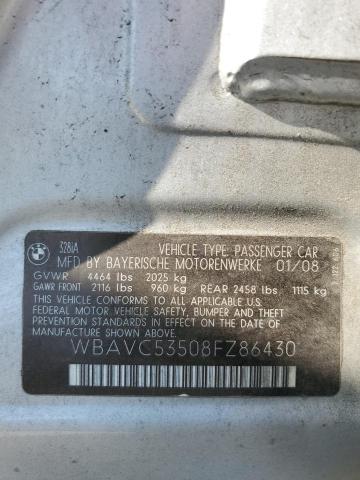 BMW
328iA
VEHICLE TYPE: PASSENGER CAR
MFD BY BAYERISCHE MOTORENWERKE 01/08
GVWR 4464 lbs 2025 kg
GAWR FRONT 2116 lbs 960 kg REAR 2458 lbs 1115 kg
THIS VEHICLE CONFORMS TO ALL APPLICABLE
FEDERAL MOTOR VEHICLE SAFETY, BUMPER AND THEFT
PREVENTION STANDARDS IN EFFECT ON THE DATE OF
MANUFACTURE SHOWN ABOVE.
WBAVC53508FZ86430